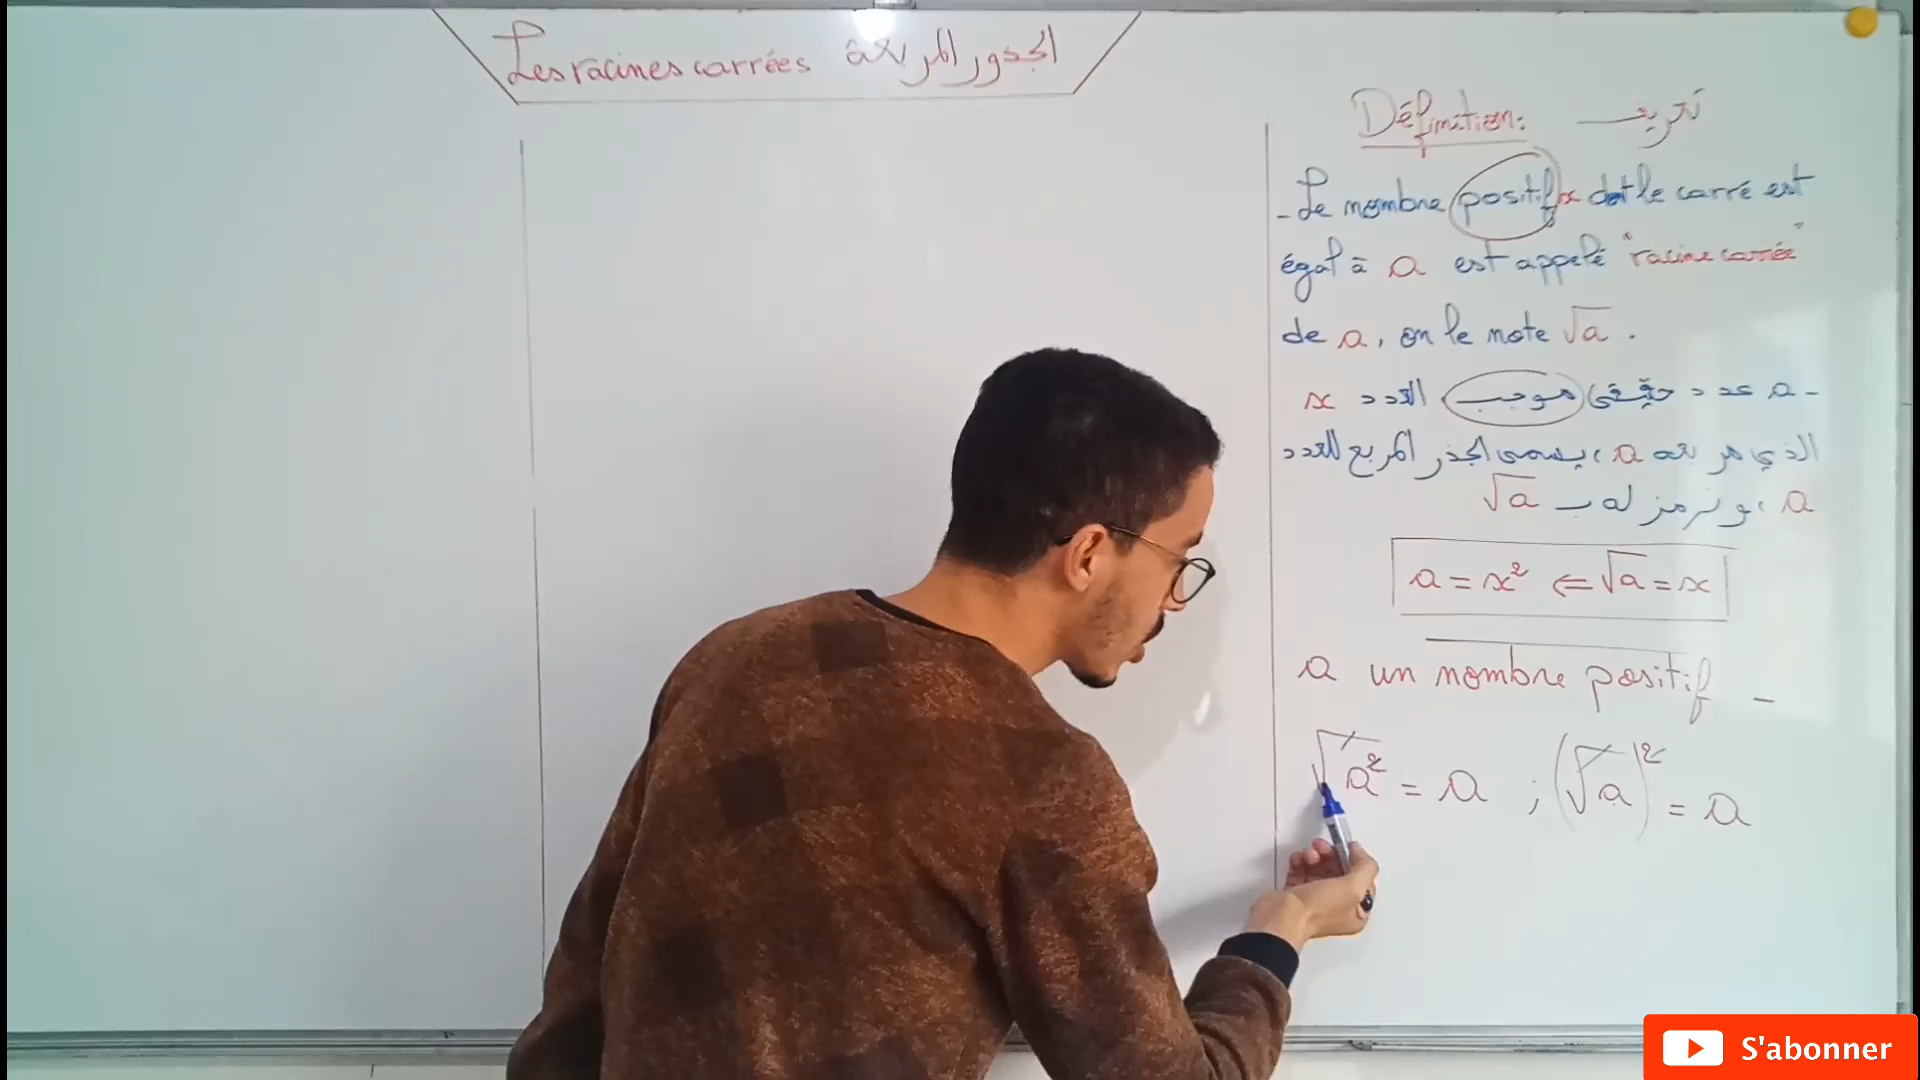 Les racines carrées الجذور المربعة
Définition: تعريف
- Le nombre positif x dont le carré est
égal à a est appelé "racine carrée"
de a, on le note √a .
- a عدد حقيقي موجب، العدد x
الذي مربعه a، يسمى الجذر المربع للعدد
a، ونرمز له ب √a
a = x² ⇐ √a = x
a un nombre positif -
√a² = a ; (√a)² = a
S'abonner